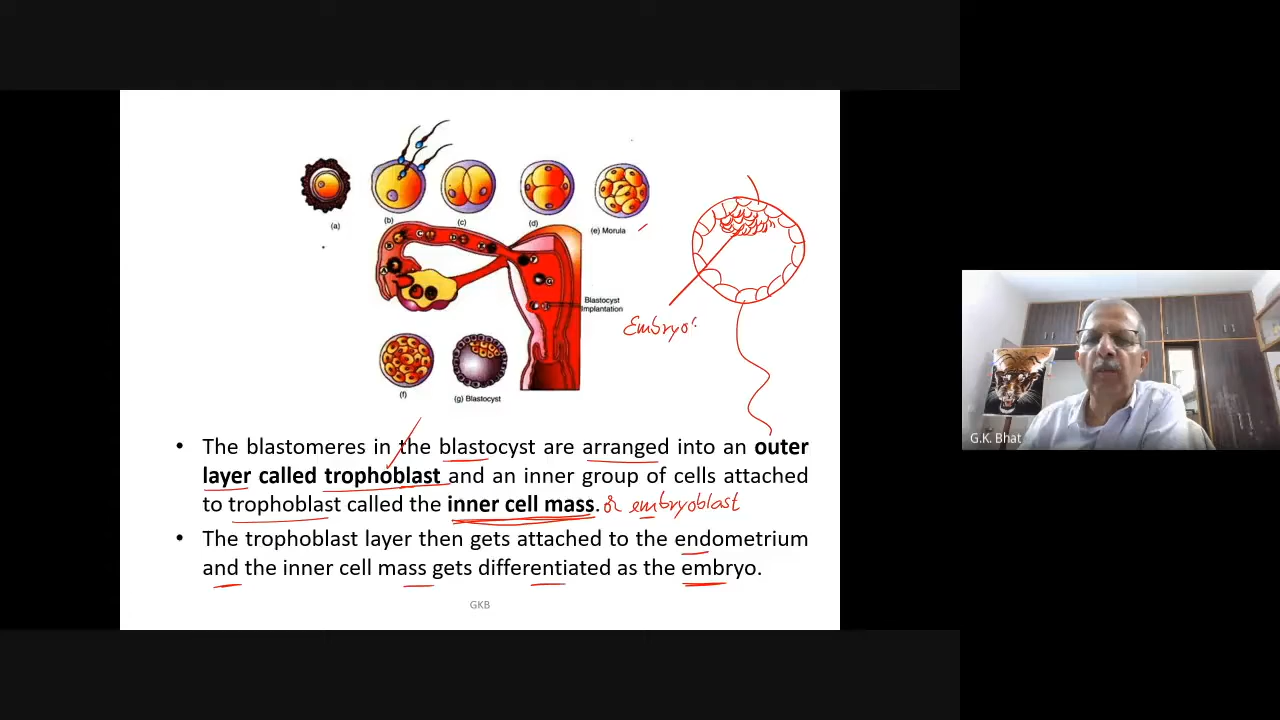 (a)
(b)
(c)
(d)
(e) Morula
Blastocyst
Implantation
Embryo:
(f)
(g) Blastocyst
• The blastomeres in the blastocyst are arranged into an outer
layer called trophoblast and an inner group of cells attached
to trophoblast called the inner cell mass. or embryoblast
• The trophoblast layer then gets attached to the endometrium
and the inner cell mass gets differentiated as the embryo.
GKB
G.K. Bhat